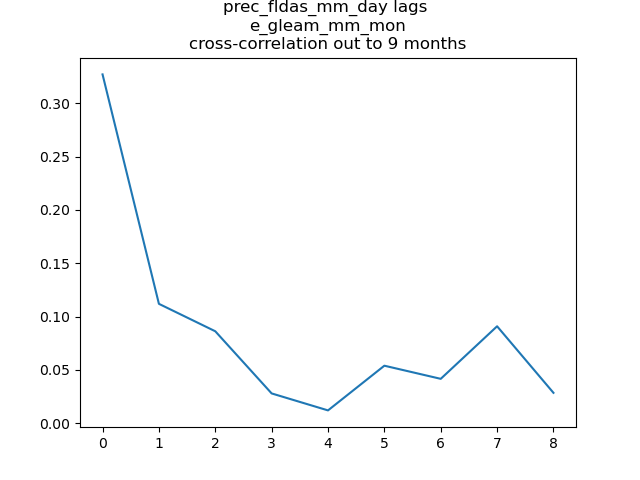 prec_fldas_mm_day lags
e_gleam_mm_mon
cross-correlation out to 9 months
0.30
0.25
0.20
0.15
0.10
0.05
0.00
0 1 2 3 4 5 6 7 8